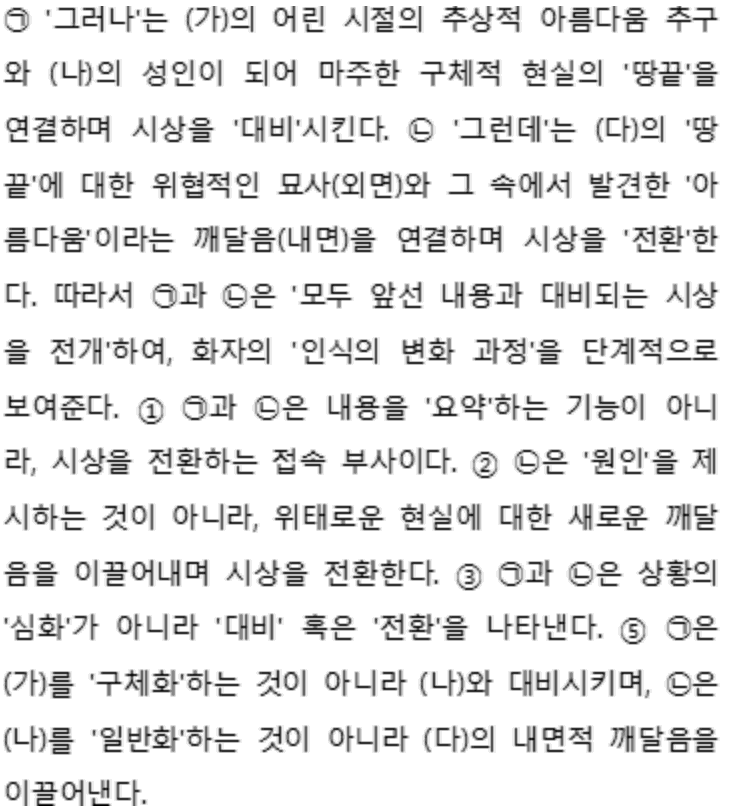 ㉠ '그러나'는 (가)의 어린 시절의 추상적 아름다움 추구
와 (나)의 성인이 되어 마주한 구체적 현실의 '땅끝'을
연결하며 시상을 '대비'시킨다. ㉡ '그런데'는 (다)의 '땅
끝'에 대한 위협적인 묘사(외면)와 그 속에서 발견한 '아
름다움'이라는 깨달음(내면)을 연결하며 시상을 '전환'한
다. 따라서 ㉠과 ㉡은 '모두 앞선 내용과 대비되는 시상
을 전개'하여, 화자의 '인식의 변화 과정'을 단계적으로
보여준다. ① ㉠과 ㉡은 내용을 '요약'하는 기능이 아니
라, 시상을 전환하는 접속 부사이다. ② ㉡은 '원인'을 제
시하는 것이 아니라, 위태로운 현실에 대한 새로운 깨달
음을 이끌어내며 시상을 전환한다. ③ ㉠과 ㉡은 상황의
'심화'가 아니라 '대비' 혹은 '전환'을 나타낸다. ⑤ ㉠은
(가)를 '구체화'하는 것이 아니라 (나)와 대비시키며, ㉡은
(나)를 '일반화'하는 것이 아니라 (다)의 내면적 깨달음을
이끌어낸다.